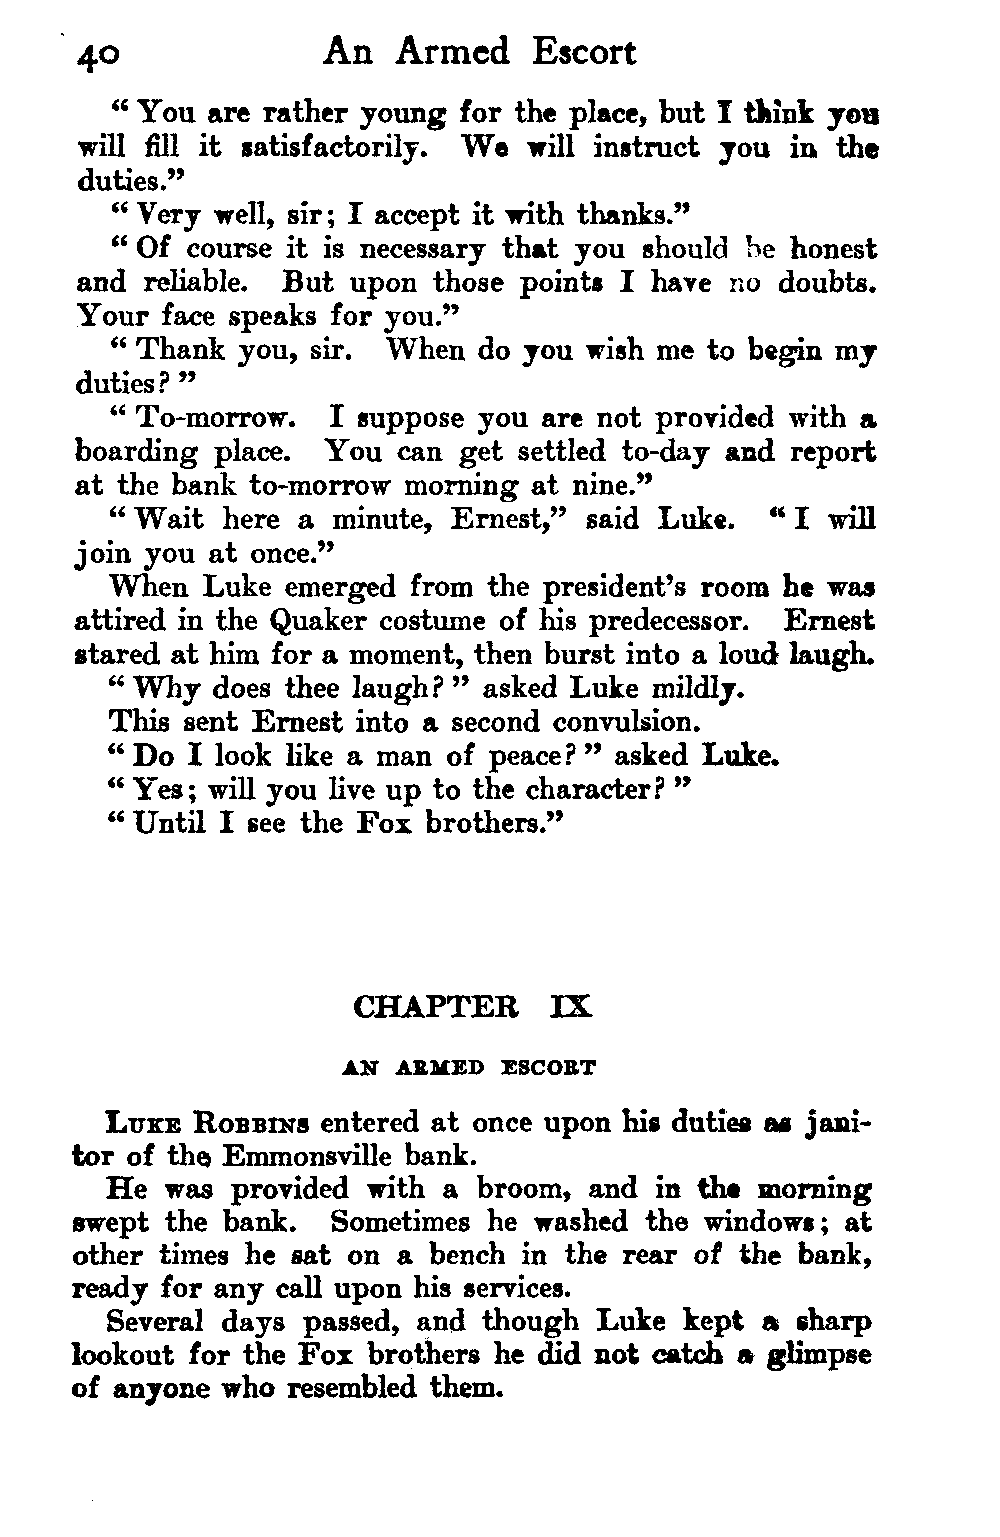 40 An Armed Escort
“ You are rather young for the place, but I think you
will fill it satisfactorily. We will instruct you in the
duties.”
“ Very well, sir; I accept it with thanks.”
“ Of course it is necessary that you should be honest
and reliable. But upon those points I have no doubts.
Your face speaks for you.”
“ Thank you, sir. When do you wish me to begin my
duties? ”
“ To-morrow. I suppose you are not provided with a
boarding place. You can get settled to-day and report
at the bank to-morrow morning at nine.”
“ Wait here a minute, Ernest,” said Luke. “ I will
join you at once.”
When Luke emerged from the president’s room he was
attired in the Quaker costume of his predecessor. Ernest
stared at him for a moment, then burst into a loud laugh.
“ Why does thee laugh? ” asked Luke mildly.
This sent Ernest into a second convulsion.
“ Do I look like a man of peace? ” asked Luke.
“ Yes; will you live up to the character? ”
“ Until I see the Fox brothers.”
CHAPTER IX
AN ARMED ESCORT
LUKE ROBBINS entered at once upon his duties as jani-
tor of the Emmonsville bank.
He was provided with a broom, and in the morning
swept the bank. Sometimes he washed the windows; at
other times he sat on a bench in the rear of the bank,
ready for any call upon his services.
Several days passed, and though Luke kept a sharp
lookout for the Fox brothers he did not catch a glimpse
of anyone who resembled them.